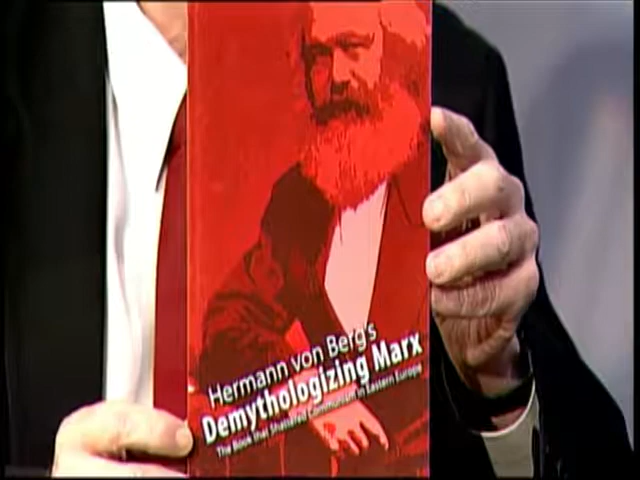 Hermann von Berg's
Demythologizing Marx
The Book that Shattered Communism in Eastern Europe